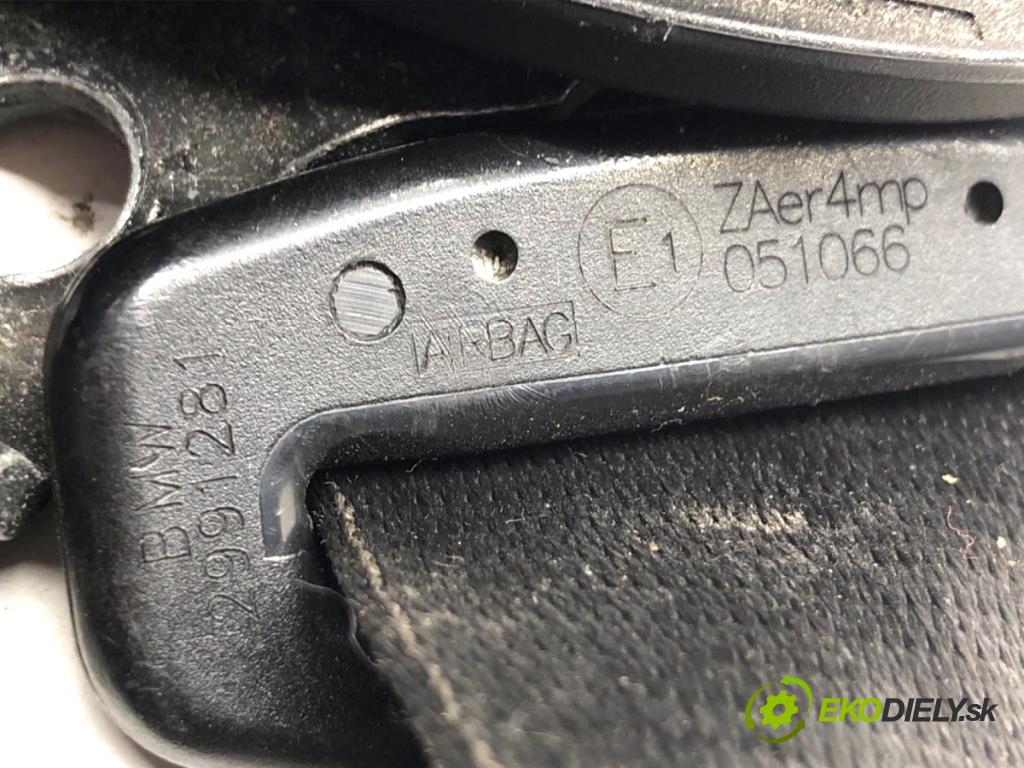 E1
ZAer4mp
051066
AIRBAG
BMW
2991281
EKODIELY.sk